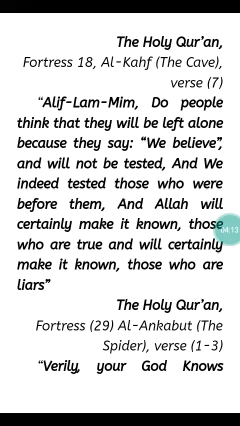 The Holy Qur'an,
Fortress 18, Al-Kahf (The Cave),
verse (7)
"Alif-Lam-Mim, Do people
think that they will be left alone
because they say: "We believe",
and will not be tested, And We
indeed tested those who were
before them, And Allah will
certainly make it known, those
who are true and will certainly
make it known, those who are
liars"
The Holy Qur'an,
Fortress (29) Al-Ankabut (The
Spider), verse (1-3)
"Verily, your God Knows
04:13